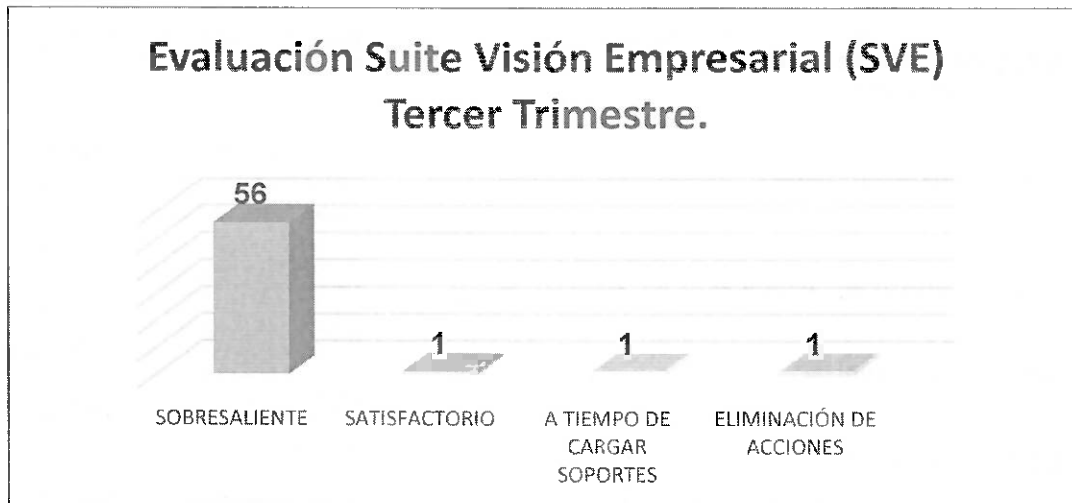 Evaluación Suite Visión Empresarial (SVE)
Tercer Trimestre.
56
1
1
1
SOBRESALIENTE
SATISFACTORIO
A TIEMPO DE
CARGAR
SOPORTES
ELIMINACIÓN DE
ACCIONES